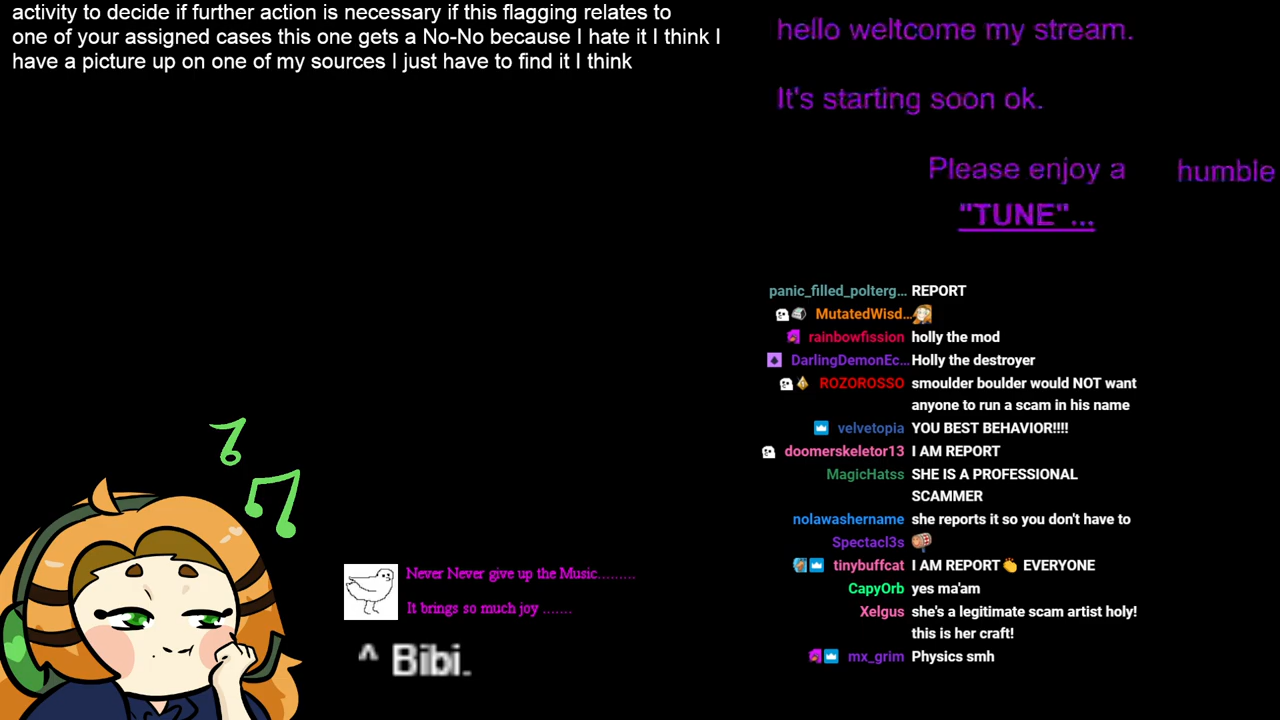 activity to decide if further action is necessary if this flagging relates to
one of your assigned cases this one gets a No-No because I hate it I think I
have a picture up on one of my sources I just have to find it I think
hello weltcome my stream.
It's starting soon ok.
Please enjoy a humble
"TUNE"...
panic_filled_polterg... REPORT
MutatedWisd...
rainbowfission holly the mod
DarlingDemonEc... Holly the destroyer
ROZOROSSO smoulder boulder would NOT want
anyone to run a scam in his name
velvetopia YOU BEST BEHAVIOR!!!!
doomerskeletor13 I AM REPORT
MagicHatss SHE IS A PROFESSIONAL
SCAMMER
nolawashername she reports it so you don't have to
Spectacl3s
tinybuffcat I AM REPORT👏 EVERYONE
CapyOrb yes ma'am
Xelgus she's a legitimate scam artist holy!
this is her craft!
mx_grim Physics smh
Never Never give up the Music.........
It brings so much joy .......
^ Bibi.